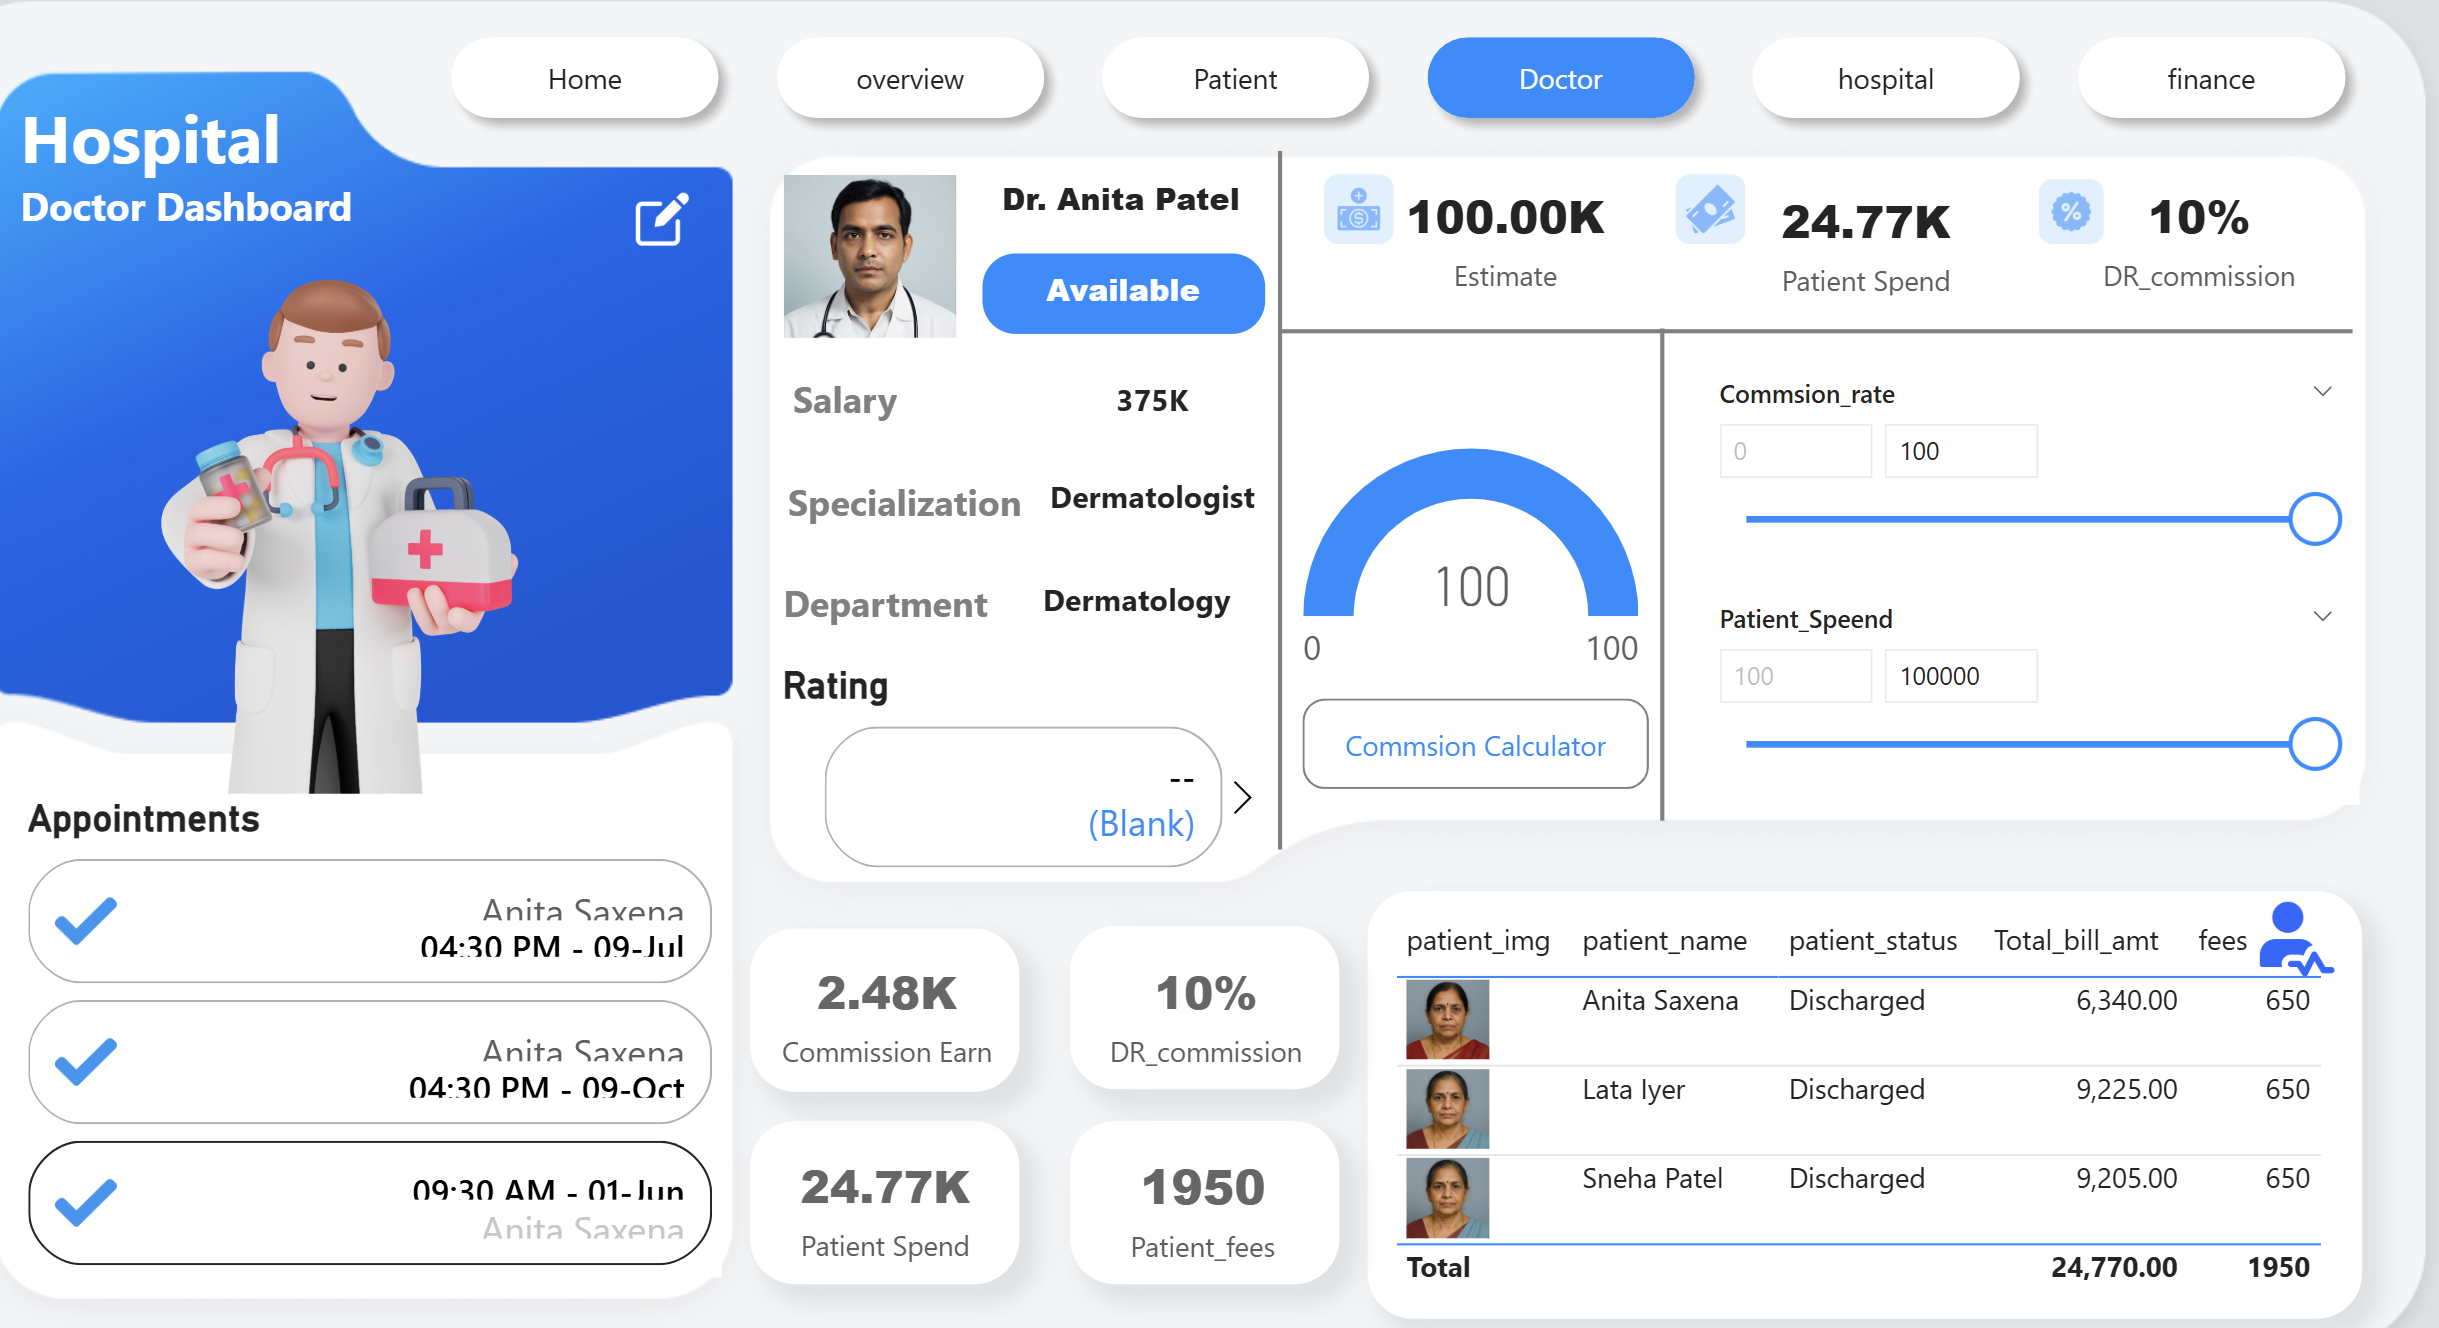 Home
overview
Patient
Doctor
hospital
finance
Hospital
Doctor Dashboard
Dr. Anita Patel
Available
Salary 375K
Specialization Dermatologist
Department Dermatology
Rating
--
(Blank)
100.00K
Estimate
24.77K
Patient Spend
10%
DR_commission
100
0 100
Commsion Calculator
Commsion_rate
0 100
Patient_Speend
100 100000
Appointments
Anita Saxena
04:30 PM - 09-Jul
Anita Saxena
04:30 PM - 09-Oct
09:30 AM - 01-Jun
Anita Saxena
2.48K
Commission Earn
10%
DR_commission
24.77K
Patient Spend
1950
Patient_fees
patient_img patient_name patient_status Total_bill_amt fees
Anita Saxena Discharged 6,340.00 650
Lata Iyer Discharged 9,225.00 650
Sneha Patel Discharged 9,205.00 650
Total 24,770.00 1950